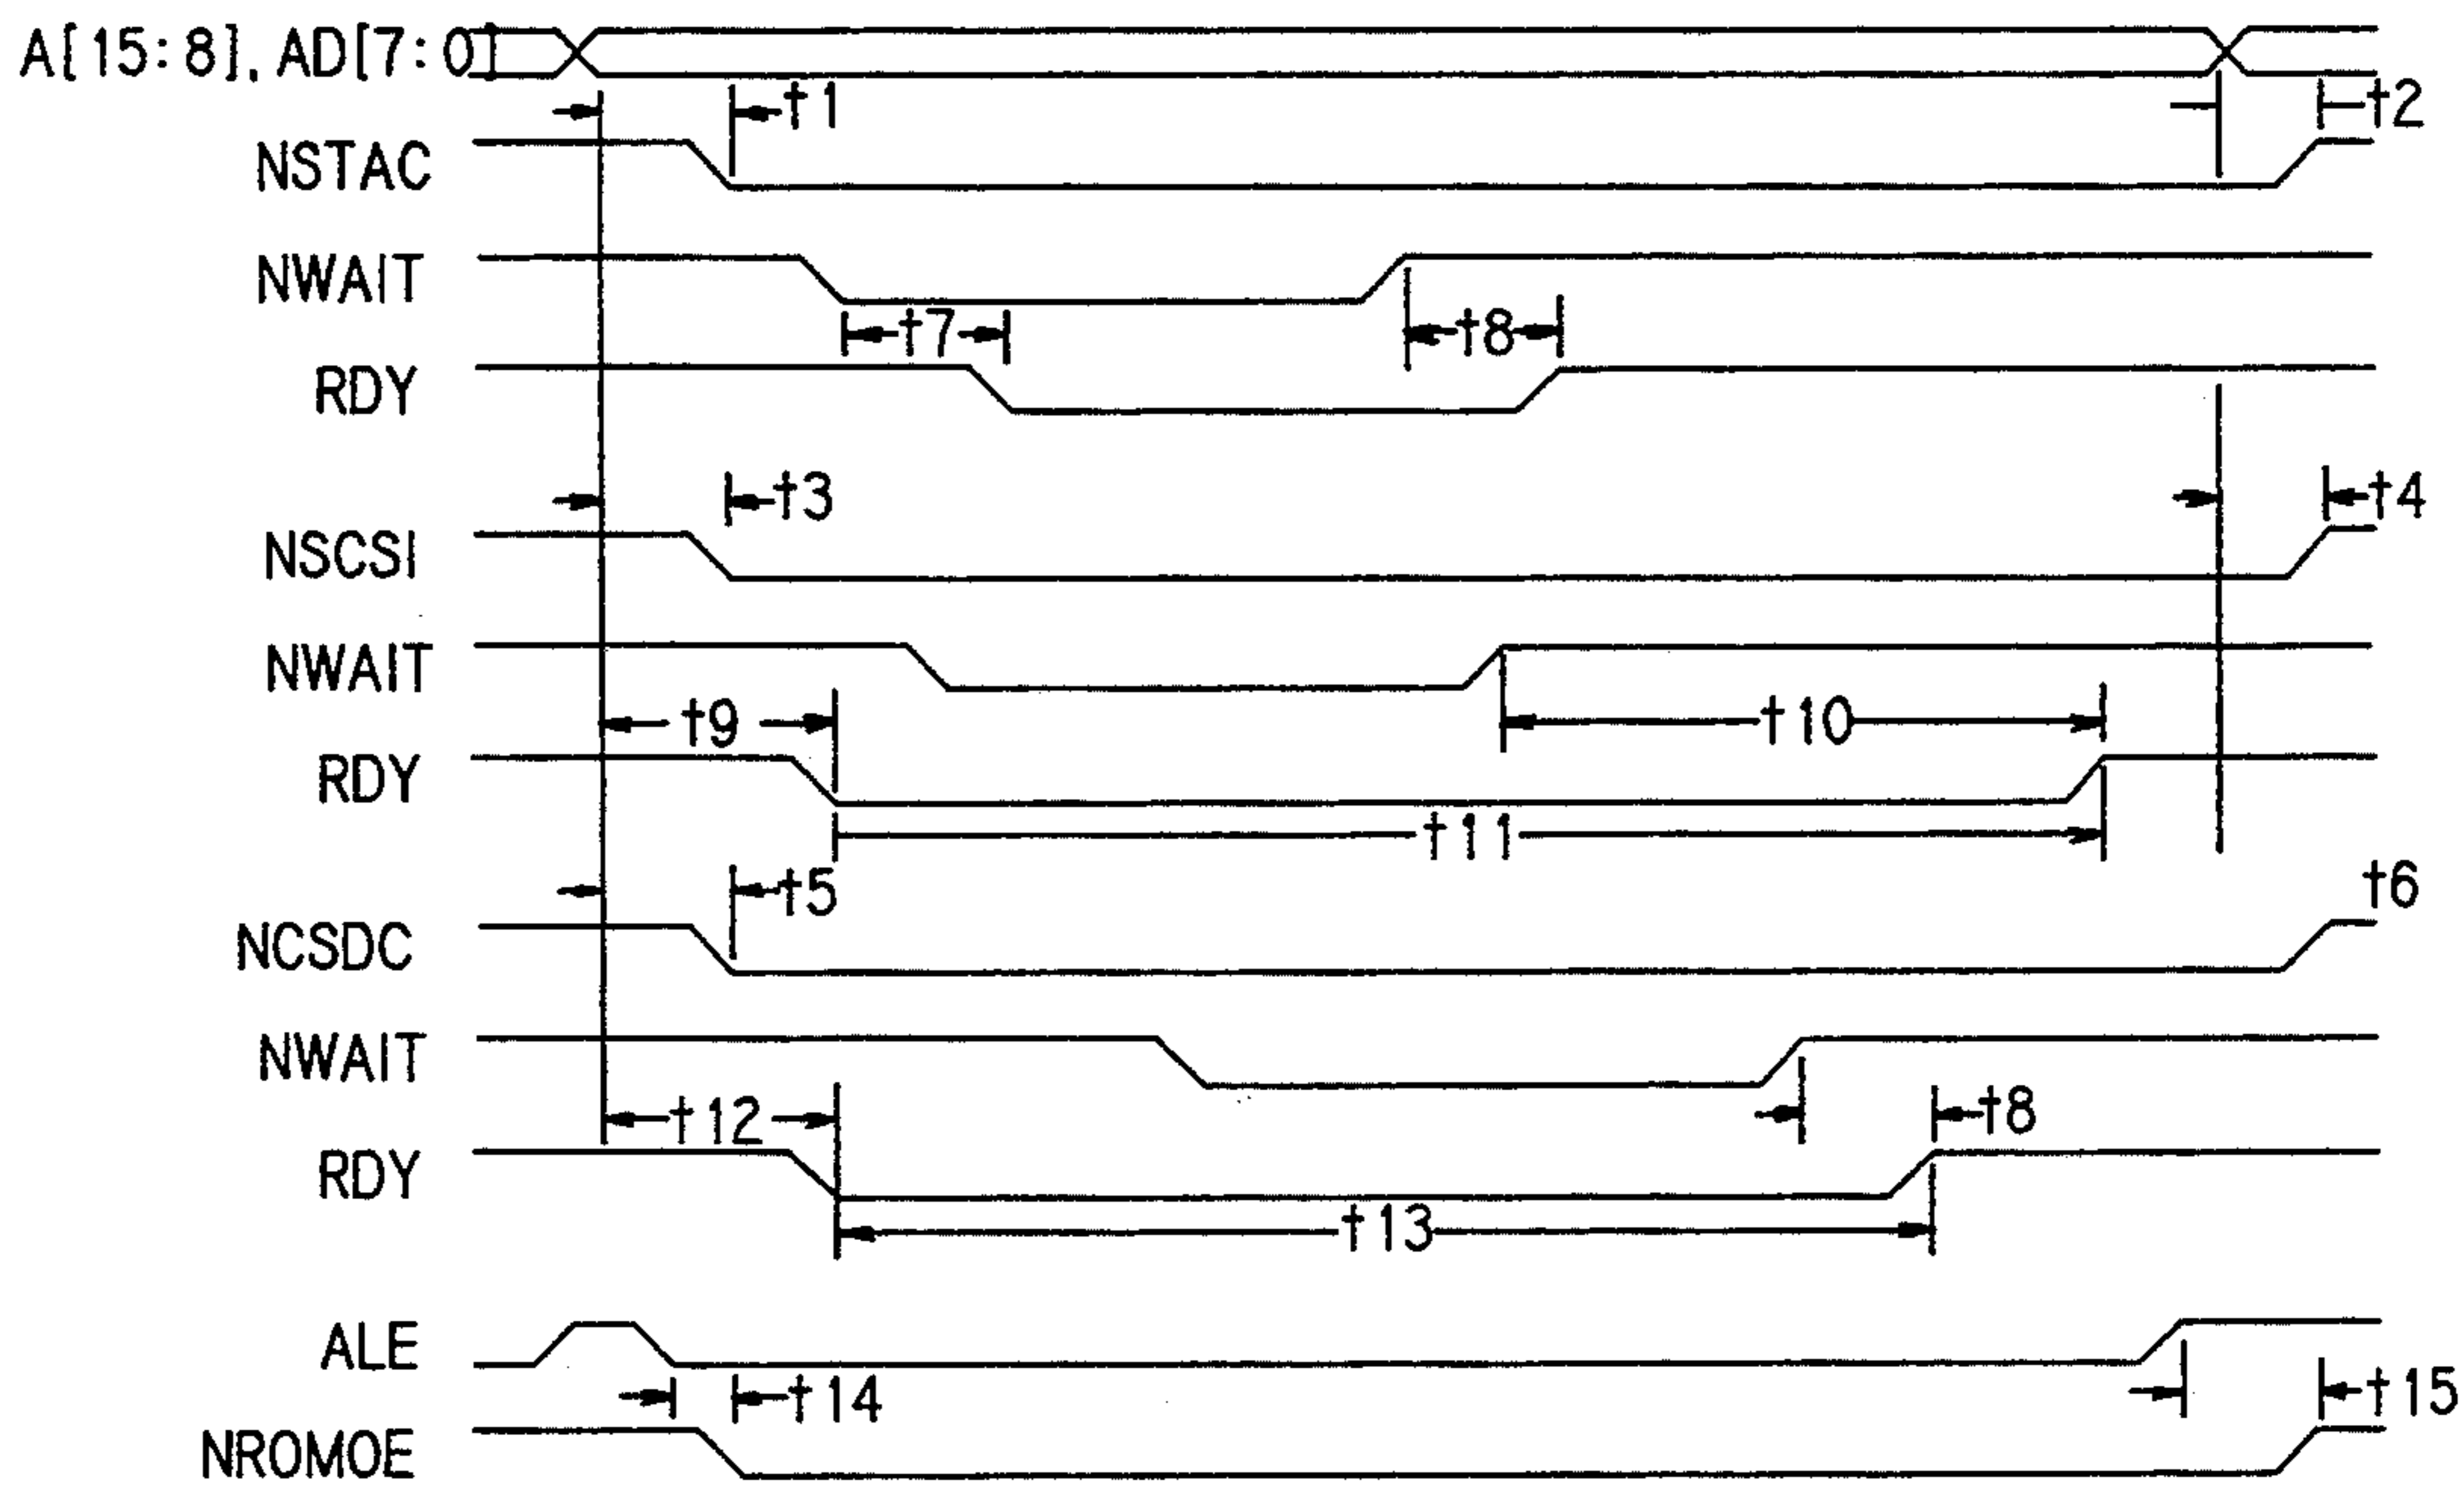 A[15:8], AD[7:0]
t1
t2
NSTAC
NWAIT
t7
t8
RDY
t3
t4
NSCSI
NWAIT
t9
t10
RDY
t11
t5
t6
NCSDC
NWAIT
t12
t8
RDY
t13
ALE
t14
t15
NROMOE